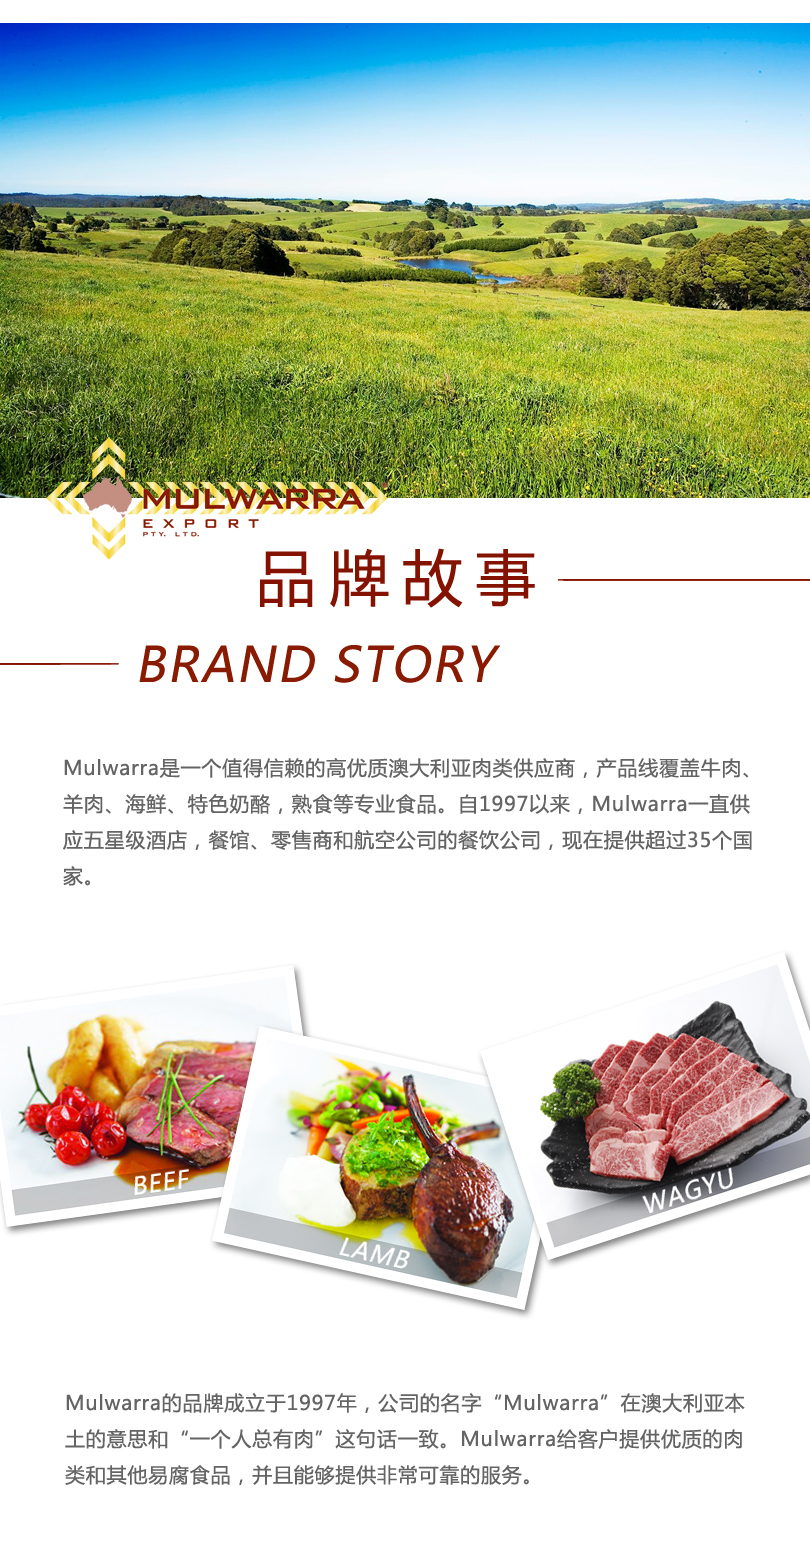 MULWARRA
EXPORT
PTY. LTD.
品牌故事
BRAND STORY
Mulwarra是一个值得信赖的高优质澳大利亚肉类供应商，产品线覆盖牛肉、
羊肉、海鲜、特色奶酪，熟食等专业食品。自1997以来，Mulwarra一直供
应五星级酒店，餐馆、零售商和航空公司的餐饮公司，现在提供超过35个国
家。
BEEF
LAMB
WAGYU
Mulwarra的品牌成立于1997年，公司的名字“Mulwarra”在澳大利亚本
土的意思和“一个人总有肉”这句话一致。Mulwarra给客户提供优质的肉
类和其他易腐食品，并且能够提供非常可靠的服务。